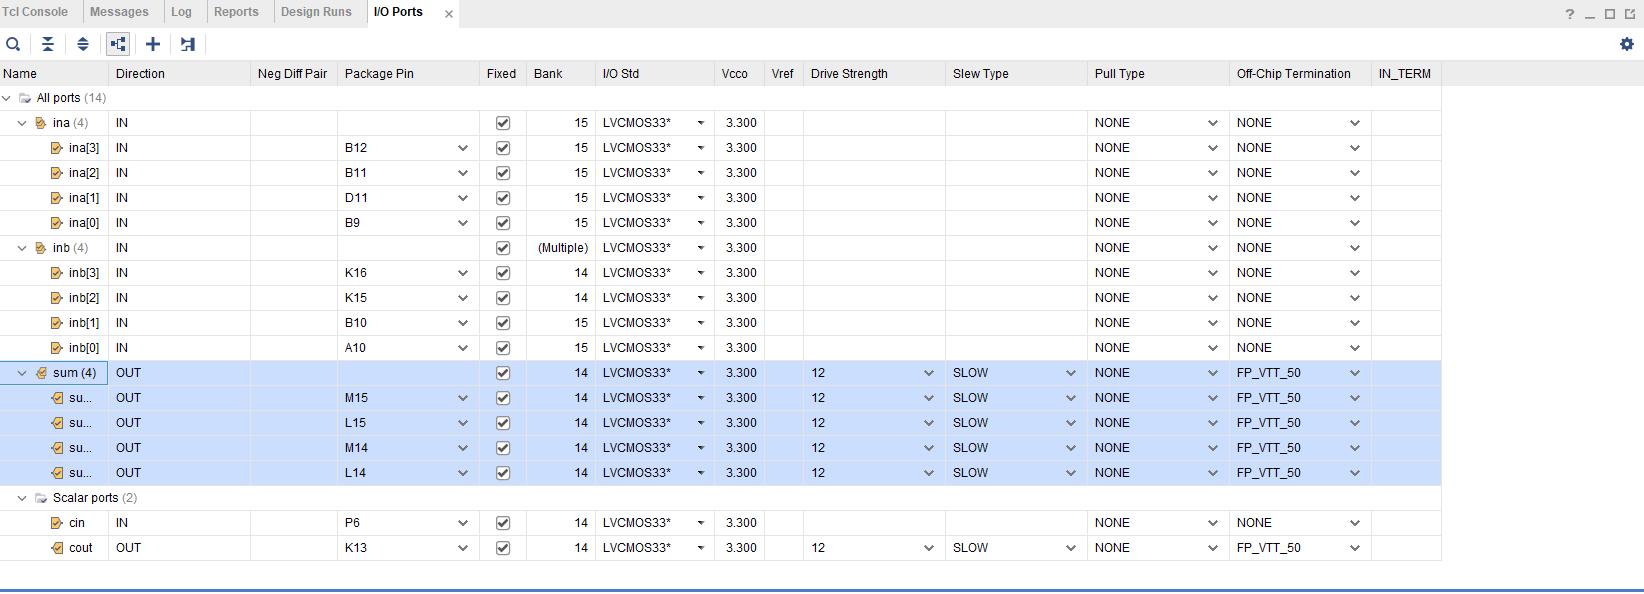 Tcl Console Messages Log Reports Design Runs I/O Ports
Name Direction Neg Diff Pair Package Pin Fixed Bank I/O Std Vcco Vref Drive Strength Slew Type Pull Type Off-Chip Termination IN_TERM
All ports (14)
ina (4) IN 15 LVCMOS33* 3.300 NONE NONE
ina[3] IN B12 15 LVCMOS33* 3.300 NONE NONE
ina[2] IN B11 15 LVCMOS33* 3.300 NONE NONE
ina[1] IN D11 15 LVCMOS33* 3.300 NONE NONE
ina[0] IN B9 15 LVCMOS33* 3.300 NONE NONE
inb (4) IN (Multiple) LVCMOS33* 3.300 NONE NONE
inb[3] IN K16 14 LVCMOS33* 3.300 NONE NONE
inb[2] IN K15 14 LVCMOS33* 3.300 NONE NONE
inb[1] IN B10 15 LVCMOS33* 3.300 NONE NONE
inb[0] IN A10 15 LVCMOS33* 3.300 NONE NONE
sum (4) OUT 14 LVCMOS33* 3.300 12 SLOW NONE FP_VTT_50
su... OUT M15 14 LVCMOS33* 3.300 12 SLOW NONE FP_VTT_50
su... OUT L15 14 LVCMOS33* 3.300 12 SLOW NONE FP_VTT_50
su... OUT M14 14 LVCMOS33* 3.300 12 SLOW NONE FP_VTT_50
su... OUT L14 14 LVCMOS33* 3.300 12 SLOW NONE FP_VTT_50
Scalar ports (2)
cin IN P6 14 LVCMOS33* 3.300 NONE NONE
cout OUT K13 14 LVCMOS33* 3.300 12 SLOW NONE FP_VTT_50